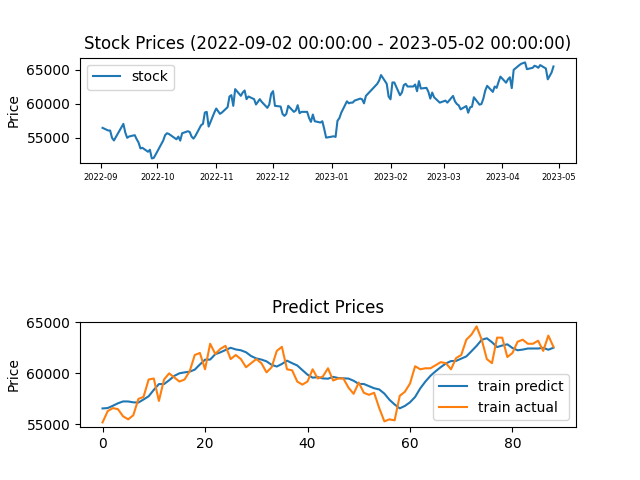 Stock Prices (2022-09-02 00:00:00 - 2023-05-02 00:00:00)
65000
60000
55000
Price
stock
2022-09 2022-10 2022-11 2022-12 2023-01 2023-02 2023-03 2023-04 2023-05
Predict Prices
65000
60000
55000
Price
train predict
train actual
0 20 40 60 80